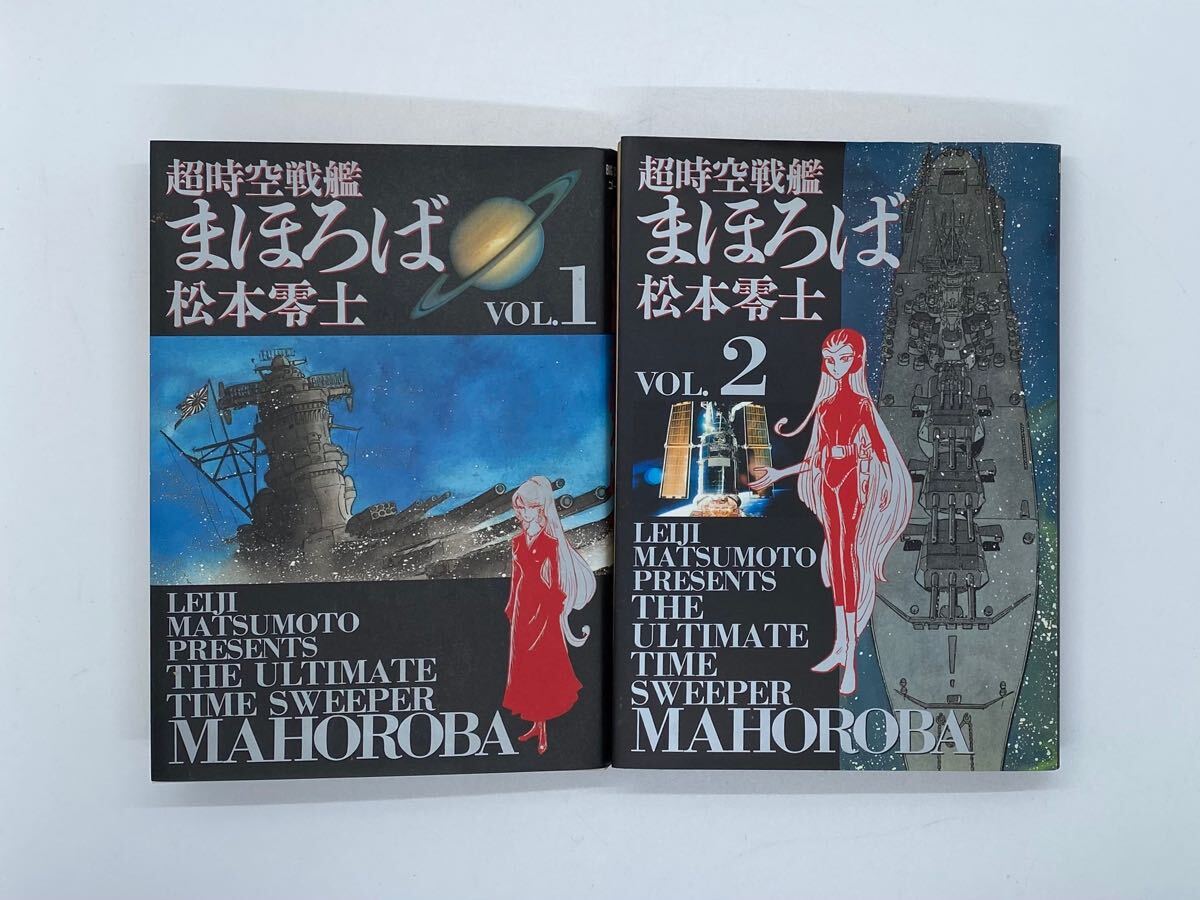 超時空戦艦
まほろば
松本零士
VOL.1
LEIJI
MATSUMOTO
PRESENTS
THE ULTIMATE
TIME SWEEPER
MAHOROBA
超時空戦艦
まほろば
松本零士
VOL. 2
LEIJI
MATSUMOTO
PRESENTS
THE
ULTIMATE
TIME
SWEEPER
MAHOROBA